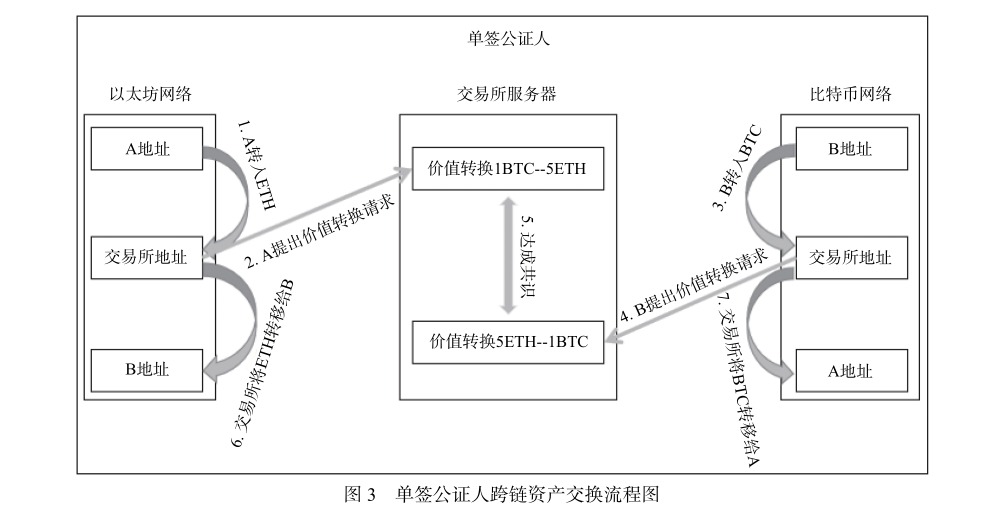 单签公证人
以太坊网络
交易所服务器
比特币网络
A地址
1. A转入ETH
交易所地址
2. A提出价值转换请求
6. 交易所将ETH转移给B
B地址
价值转换1BTC--5ETH
5. 达成共识
价值转换5ETH--1BTC
B地址
3. B转入BTC
交易所地址
4. B提出价值转换请求
7. 交易所将BTC转移给A
A地址
图 3 单签公证人跨链资产交换流程图